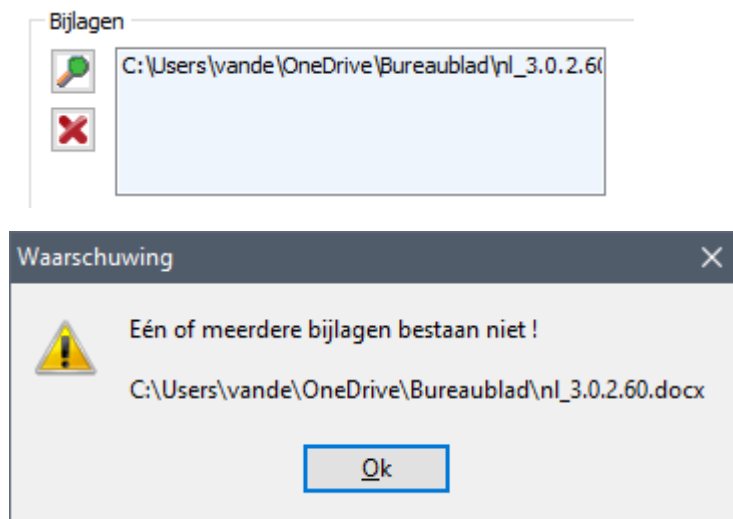 Bijlagen
C:\Users\vande\OneDrive\Bureaublad\nl_3.0.2.6(
Waarschuwing
Eén of meerdere bijlagen bestaan niet !
C:\Users\vande\OneDrive\Bureaublad\nl_3.0.2.60.docx
Ok